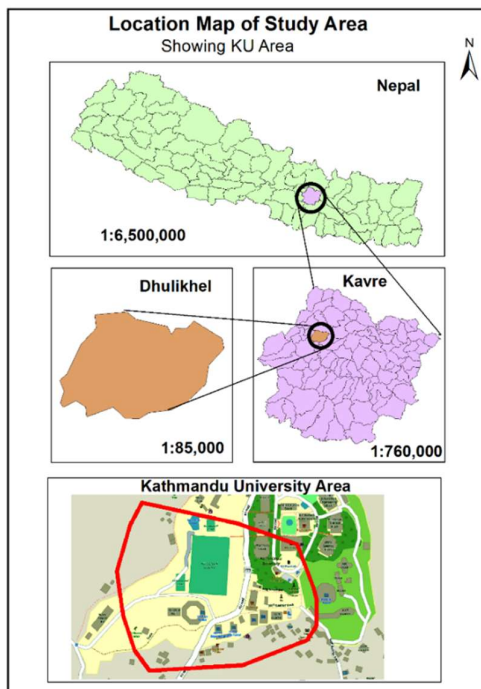 Location Map of Study Area
Showing KU Area
N
Nepal
1:6,500,000
Dhulikhel
1:85,000
Kavre
1:760,000
Kathmandu University Area